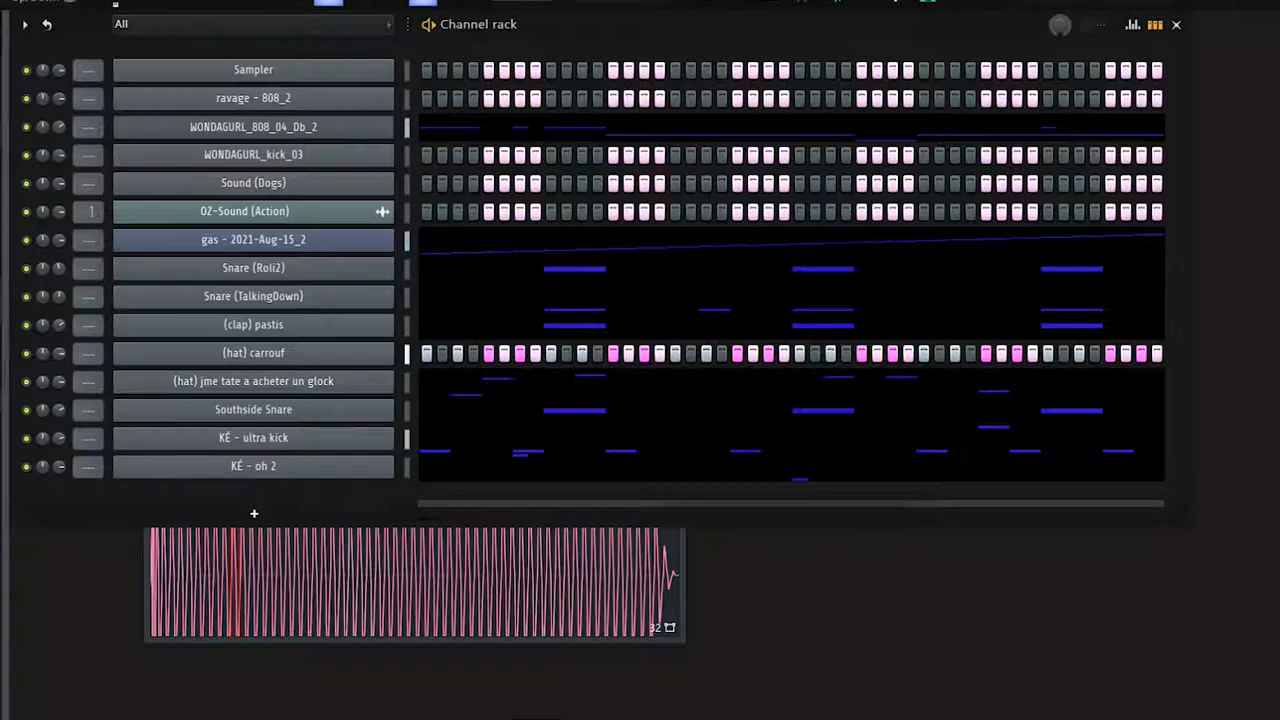 All
Channel rack
Sampler
ravage - 808_2
WONDAGURL_808_04_Db_2
WONDAGURL_kick_03
Sound (Dogs)
1
OZ-Sound (Action)
gas - 2021-Aug-15_2
Snare (Roli2)
Snare (TalkingDown)
(clap) pastis
(hat) carrouf
(hat) jme tate a acheter un glock
Southside Snare
KÉ - ultra kick
KÉ - oh 2
32